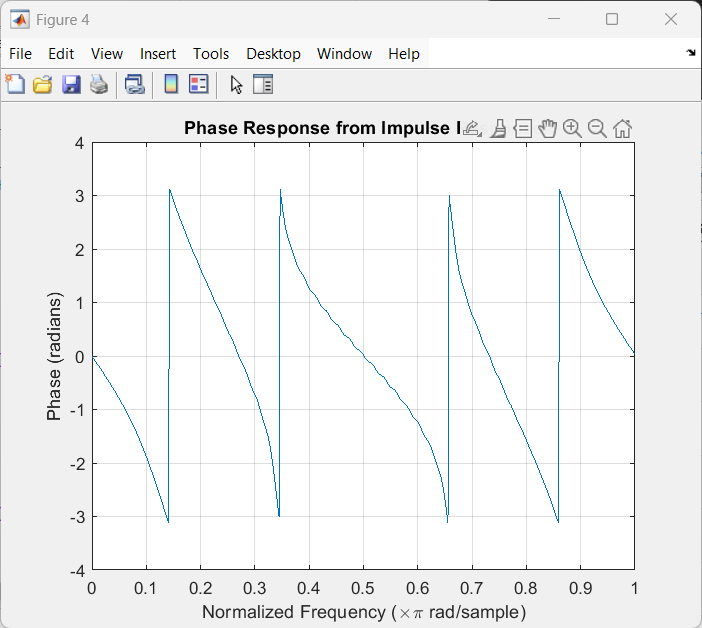 Figure 4
File Edit View Insert Tools Desktop Window Help
Phase Response from Impulse
4
3
2
1
0
-1
-2
-3
-4
Phase (radians)
0 0.1 0.2 0.3 0.4 0.5 0.6 0.7 0.8 0.9 1
Normalized Frequency (×π rad/sample)